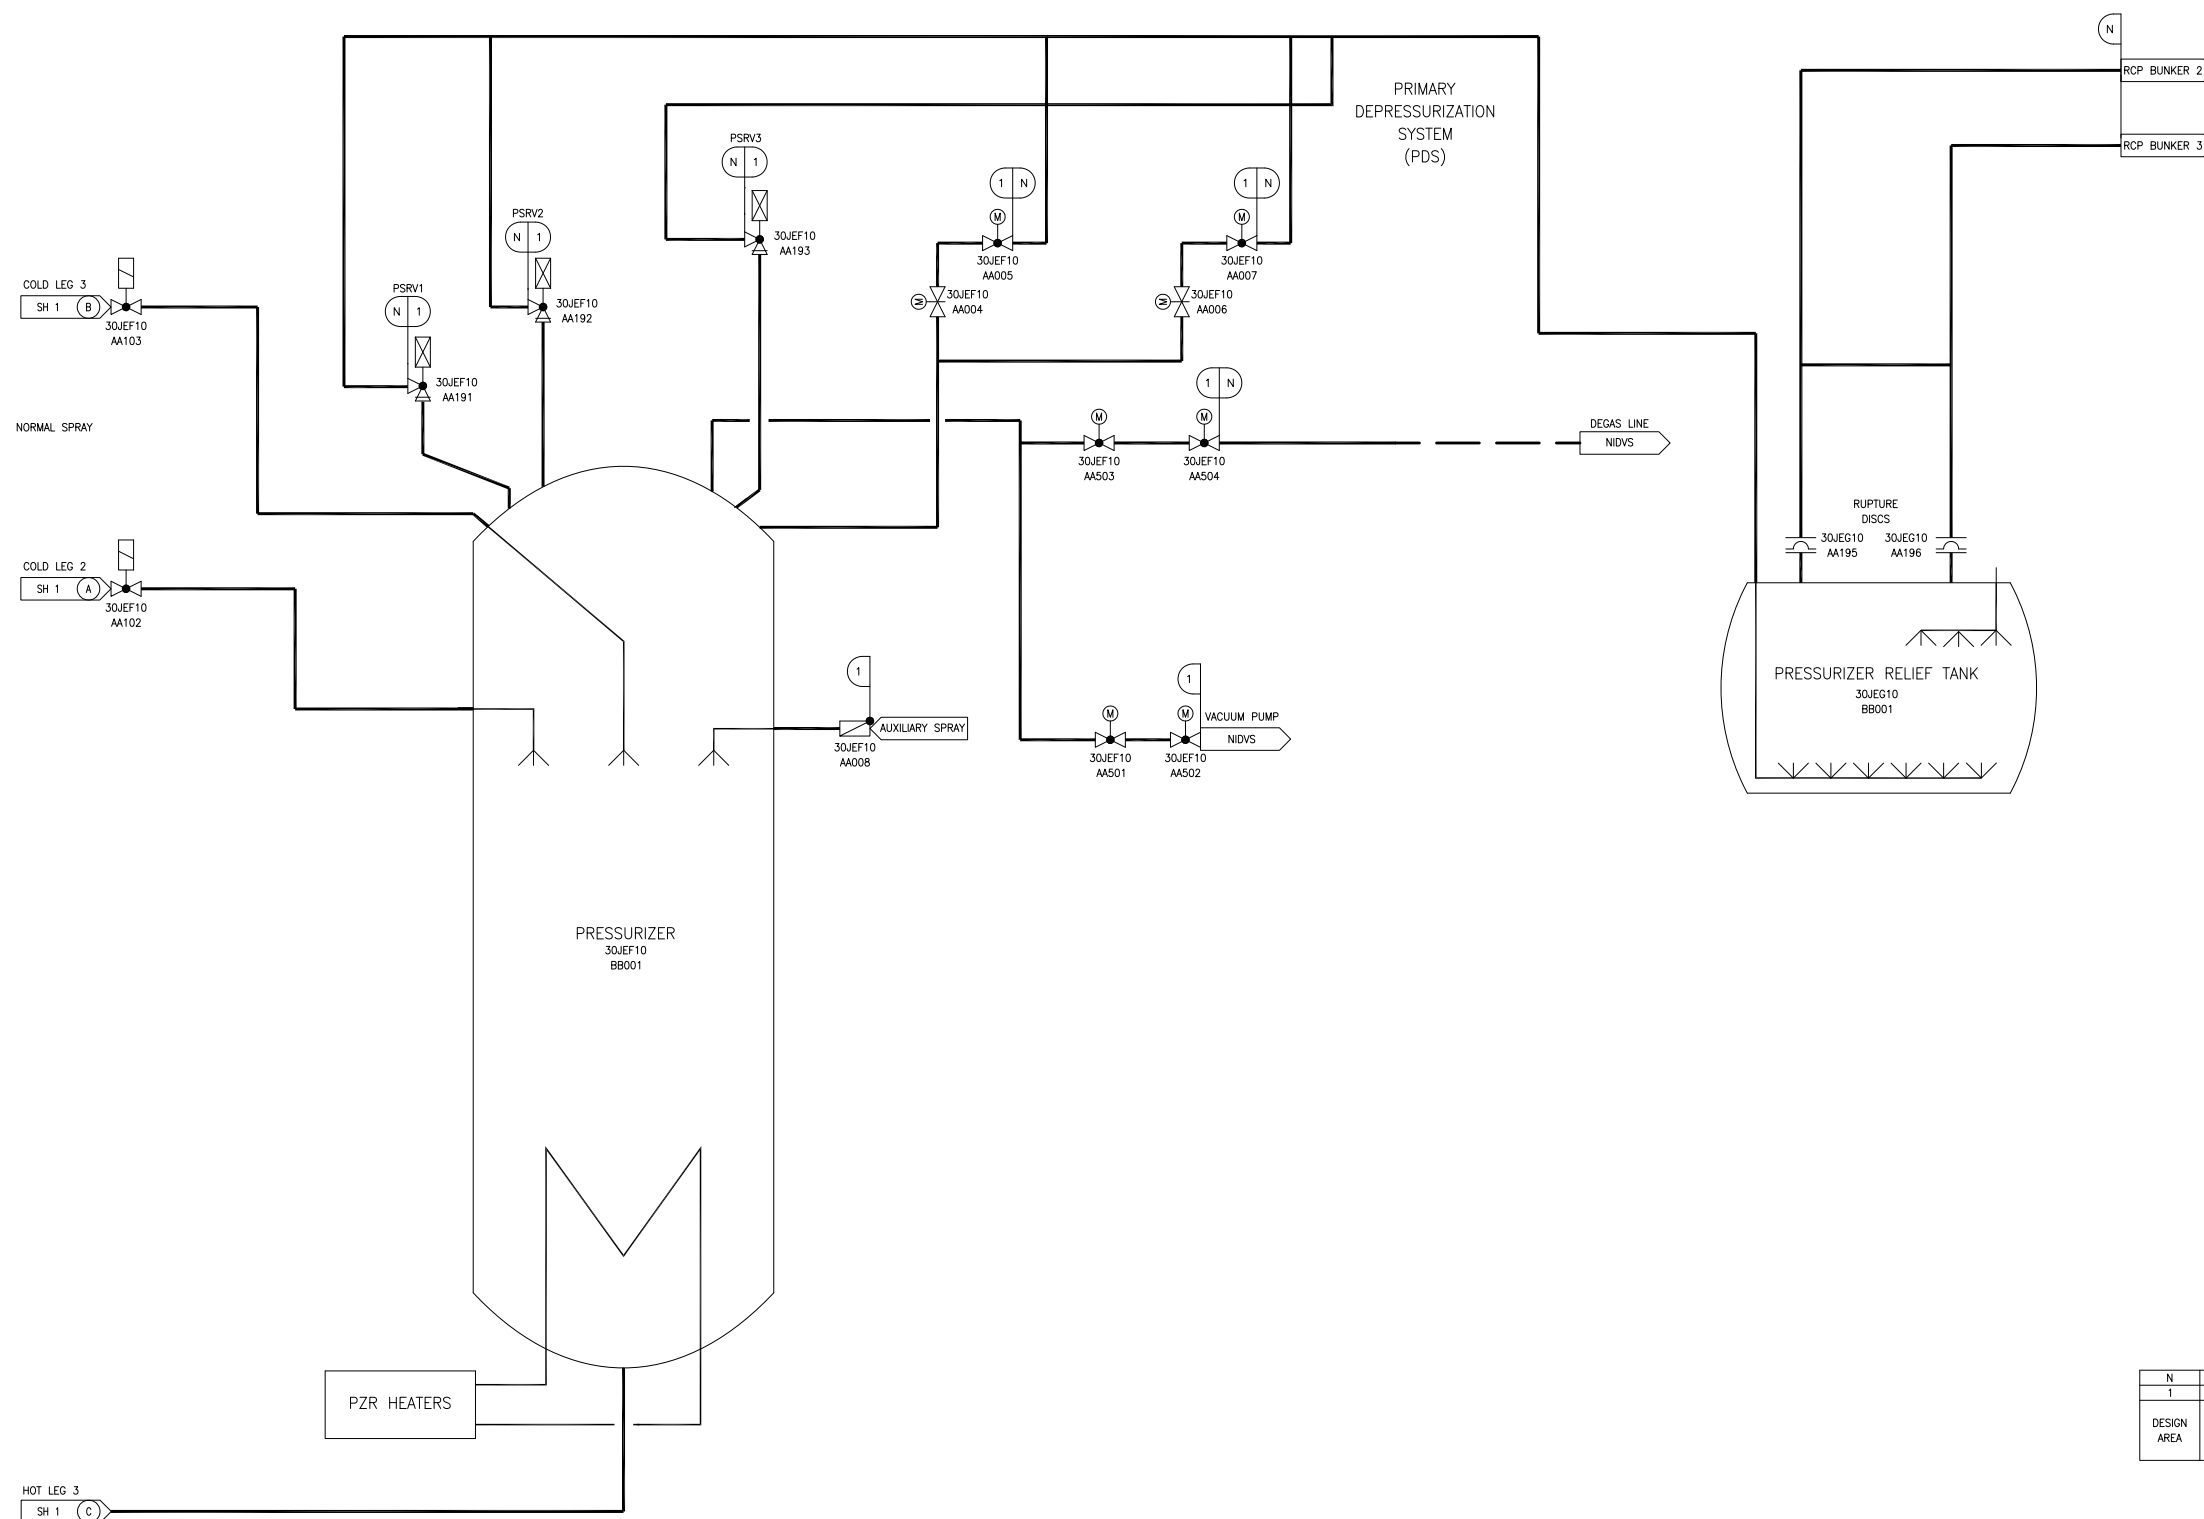 N
RCP BUNKER 2
PRIMARY
DEPRESSURIZATION
SYSTEM
(PDS)
RCP BUNKER 3
PSRV3
N 1
30JEF10
AA193
1 N
M
30JEF10
AA005
1 N
M
30JEF10
AA007
PSRV2
N 1
30JEF10
AA192
M
30JEF10
AA004
M
30JEF10
AA006
COLD LEG 3
SH 1 B
30JEF10
AA103
PSRV1
N 1
30JEF10
AA191
NORMAL SPRAY
1 N
M
30JEF10
AA503
M
30JEF10
AA504
DEGAS LINE
NIDVS
RUPTURE
DISCS
30JEG10
AA195
30JEG10
AA196
COLD LEG 2
SH 1 A
30JEF10
AA102
PRESSURIZER RELIEF TANK
30JEG10
BB001
1
AUXILIARY SPRAY
30JEF10
AA008
1
M
30JEF10
AA501
M
30JEF10
AA502
VACUUM PUMP
NIDVS
PRESSURIZER
30JEF10
BB001
PZR HEATERS
N
1
DESIGN
AREA
HOT LEG 3
SH 1 C